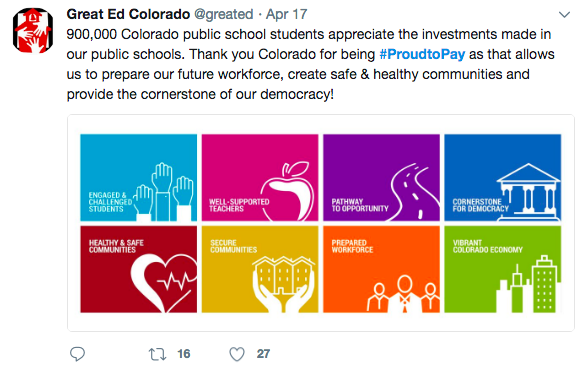 Great Ed Colorado @greated · Apr 17
900,000 Colorado public school students appreciate the investments made in
our public schools. Thank you Colorado for being #ProudtoPay as that allows
us to prepare our future workforce, create safe & healthy communities and
provide the cornerstone of our democracy!
ENGAGED &
CHALLENGED
STUDENTS
WELL-SUPPORTED
TEACHERS
PATHWAY
TO OPPORTUNITY
CORNERSTONE
FOR DEMOCRACY
HEALTHY & SAFE
COMMUNITIES
SECURE
COMMUNITIES
PREPARED
WORKFORCE
VIBRANT
COLORADO ECONOMY
16
27